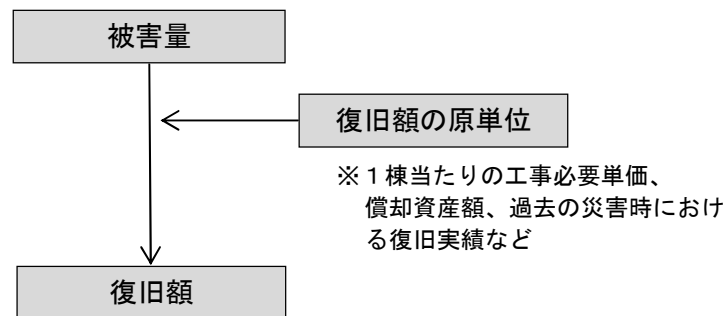 被害量
復旧額の原単位
※１棟当たりの工事必要単価、
償却資産額、過去の災害時におけ
る復旧実績など
復旧額